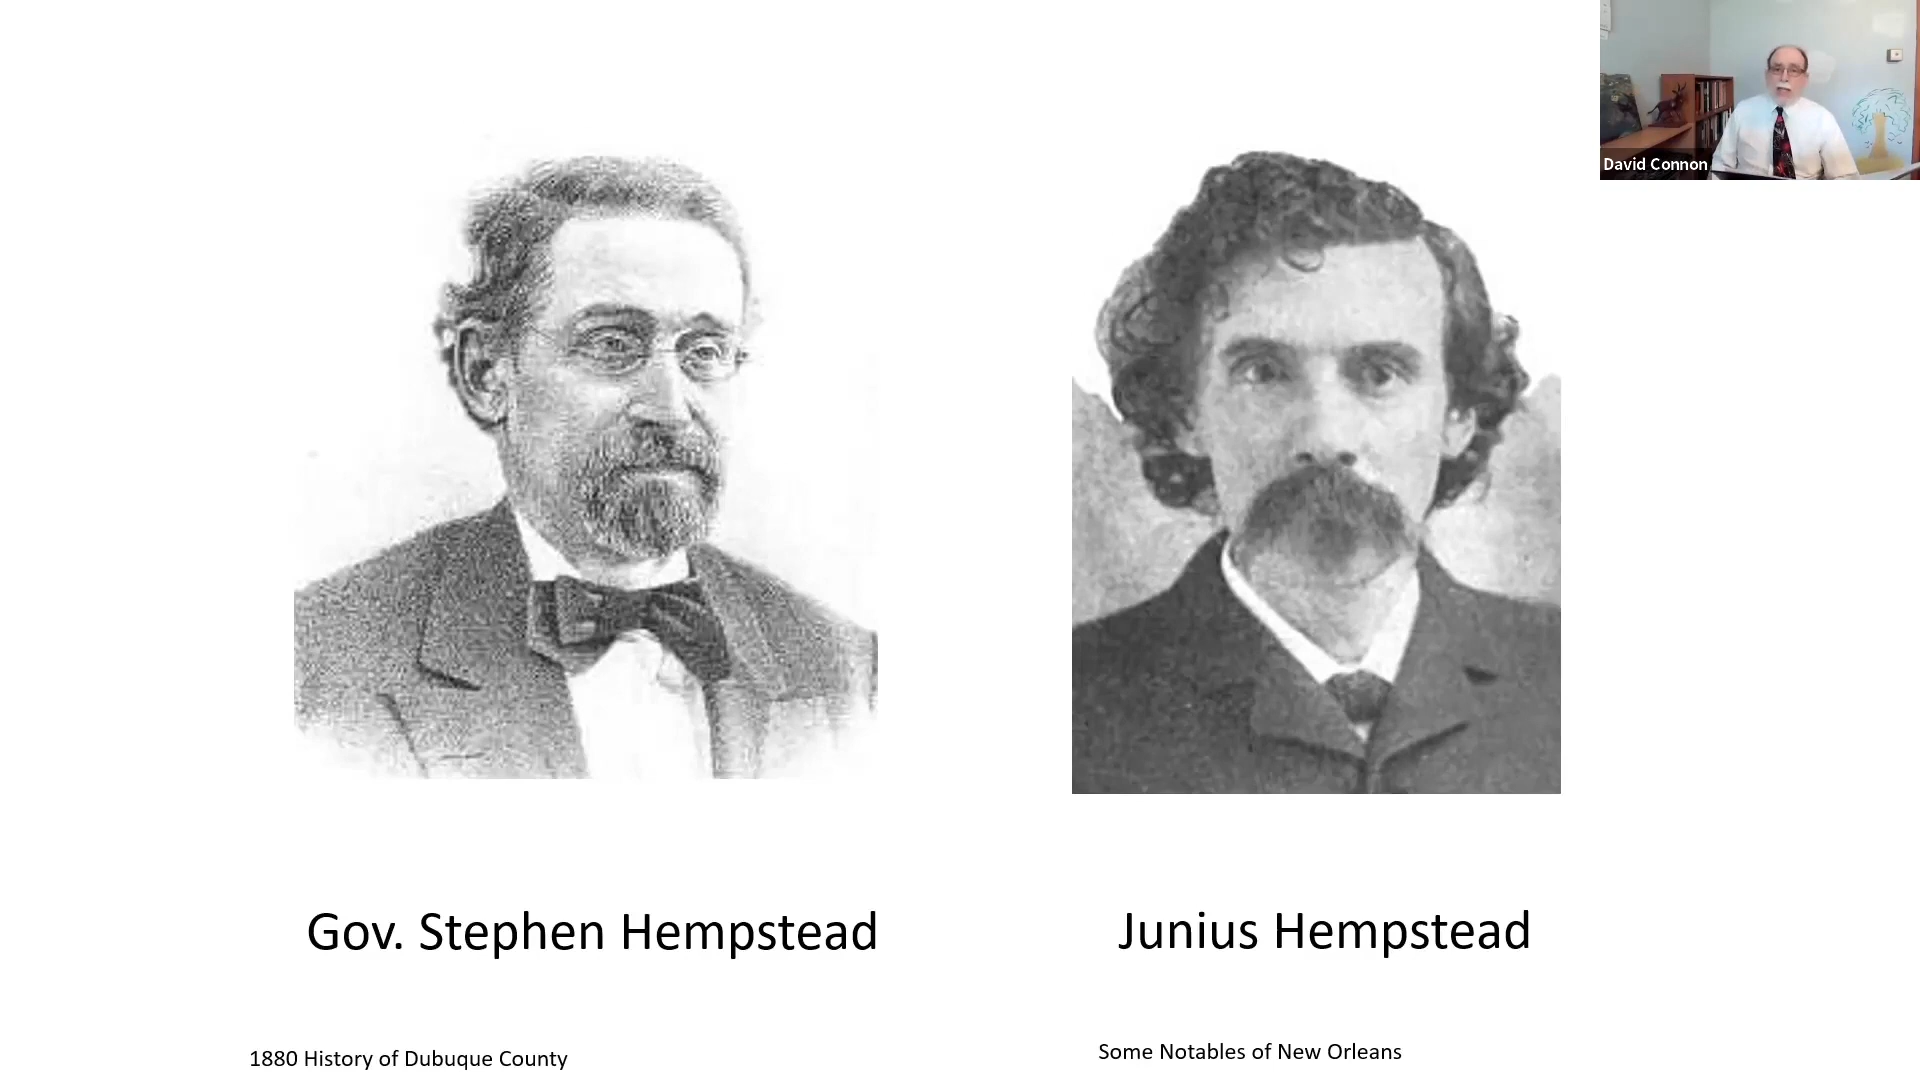 David Connon
Gov. Stephen Hempstead
Junius Hempstead
1880 History of Dubuque County
Some Notables of New Orleans